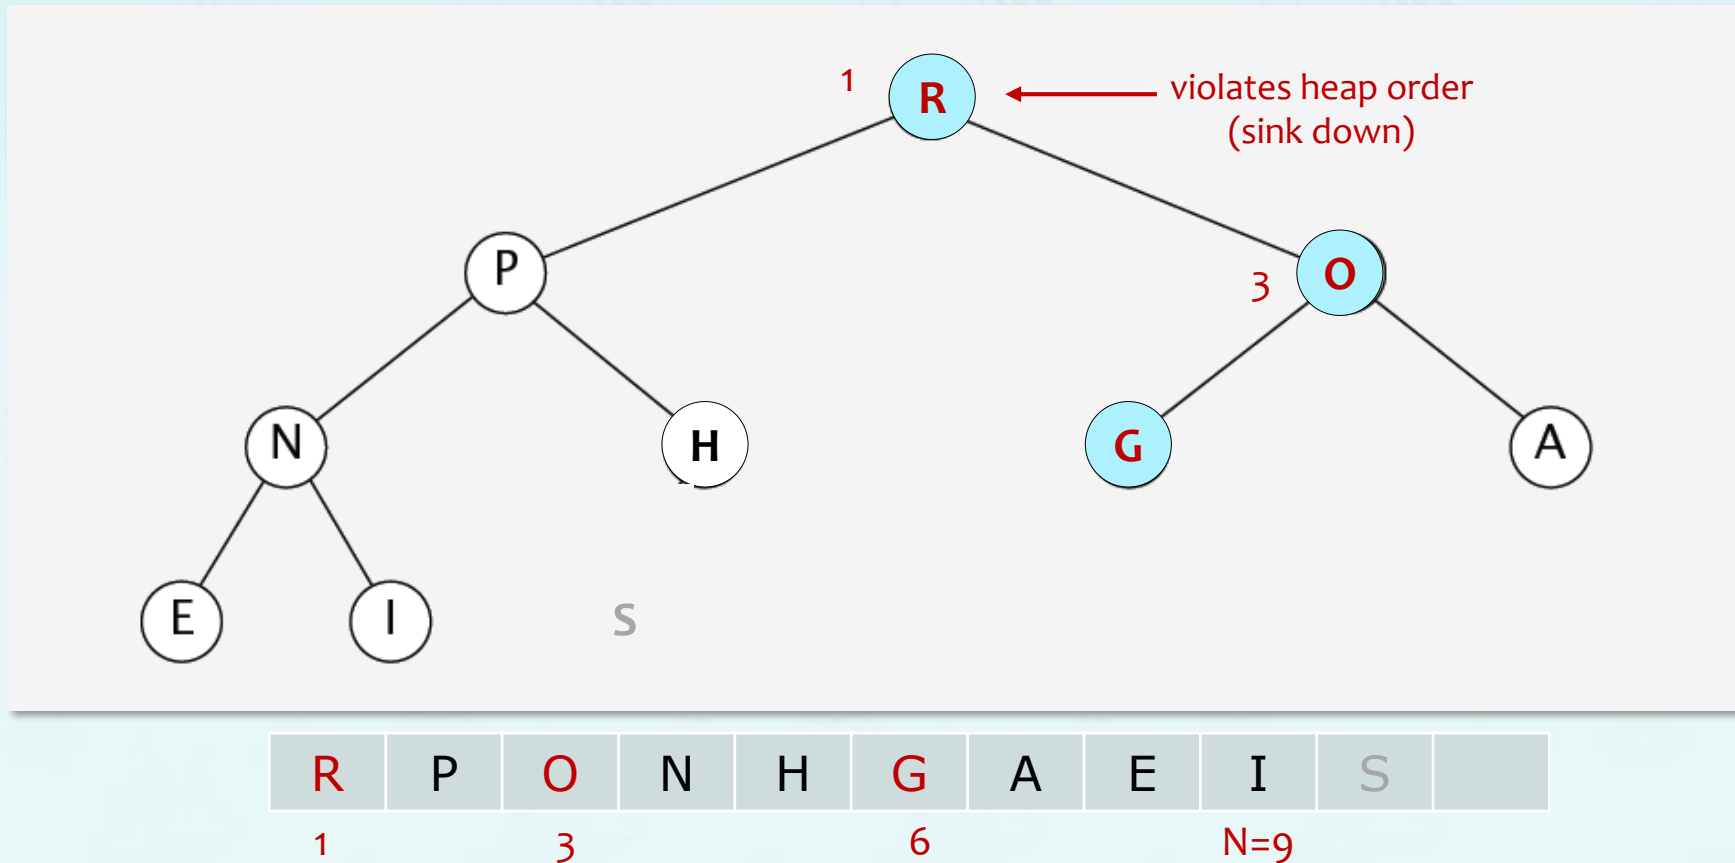 1
R
violates heap order
(sink down)
P
3
O
N
H
G
A
E
I
S
R P O N H G A E I S
1 3 6 N=9